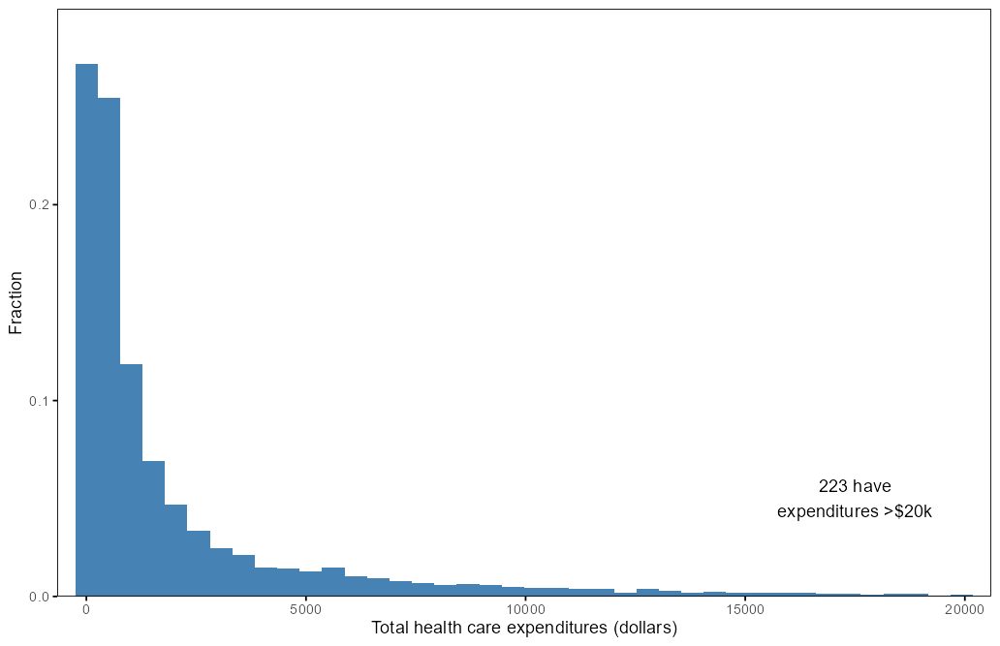 Fraction
0.2
0.1
0.0
223 have
expenditures >$20k
0
5000
10000
15000
20000
Total health care expenditures (dollars)